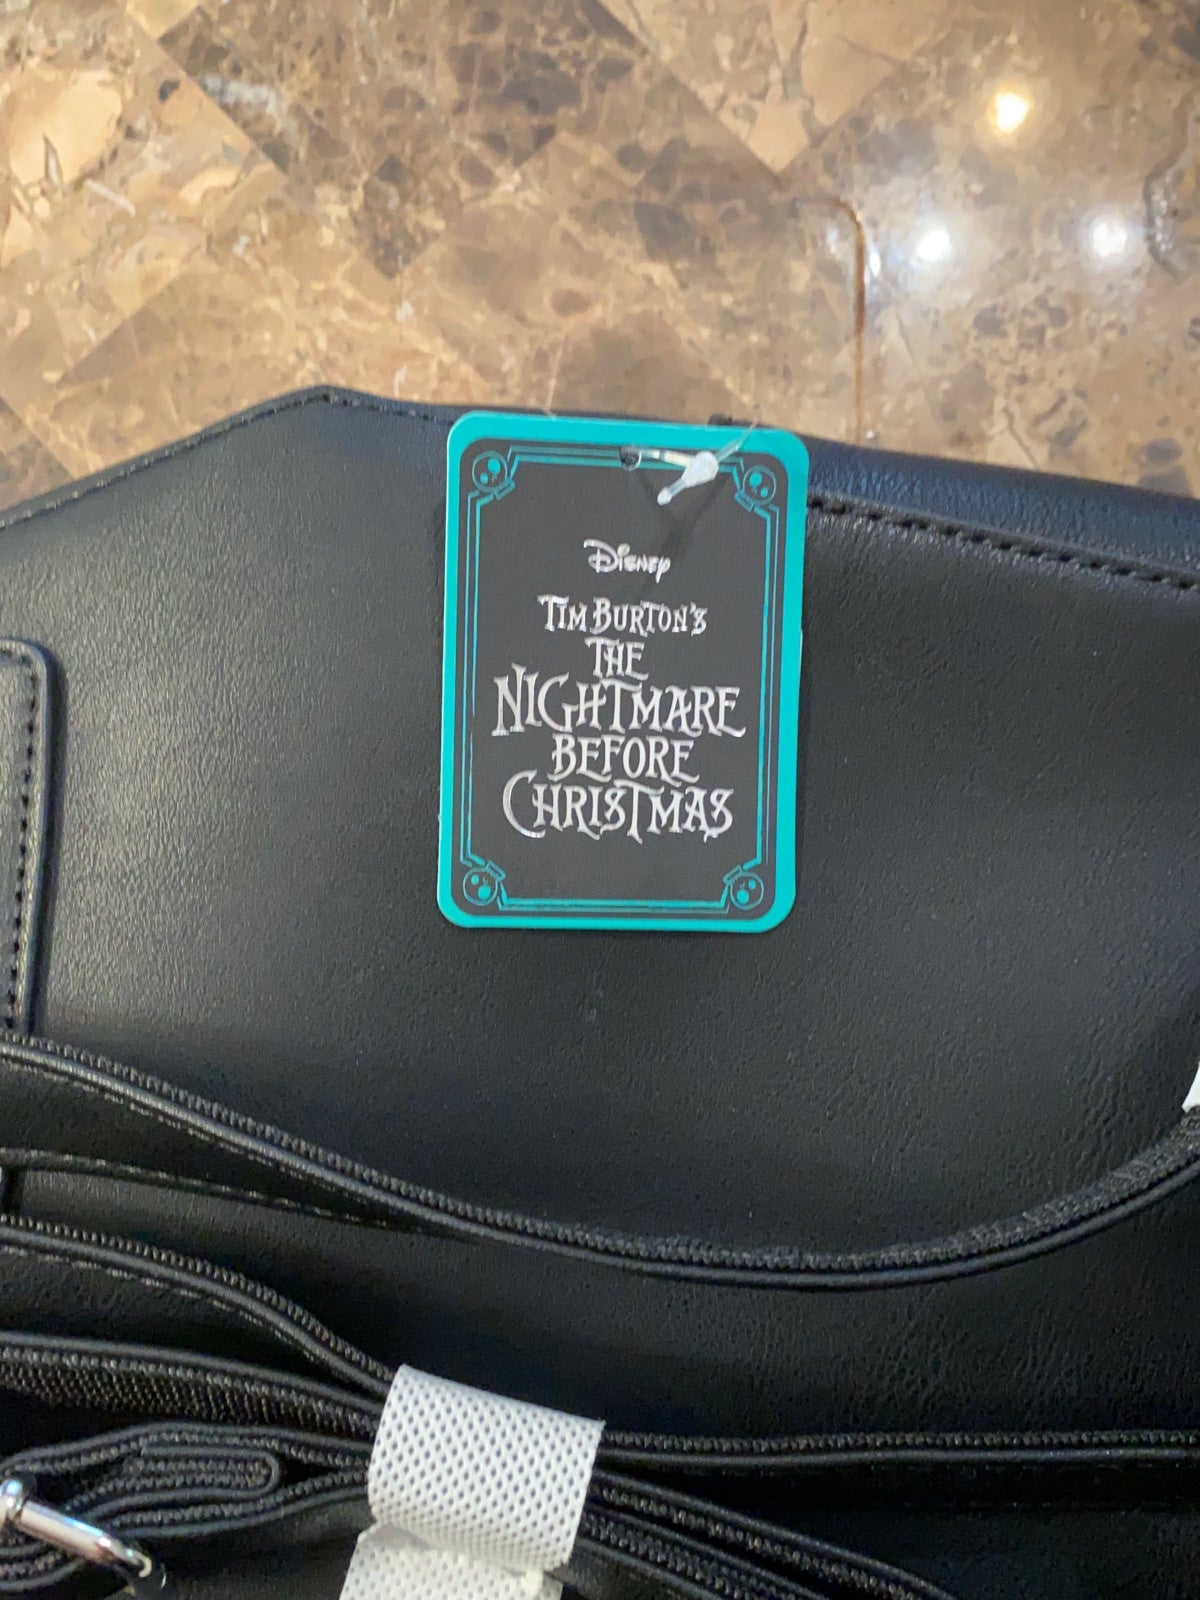 Disney
TIM BURTON'S
THE
NIGHTMARE
BEFORE
CHRISTMAS